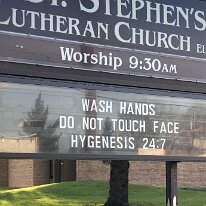 ST. STEPHEN'S
LUTHERAN CHURCH
Worship 9:30AM
WASH HANDS
DO NOT TOUCH FACE
HYGENESIS 24:7